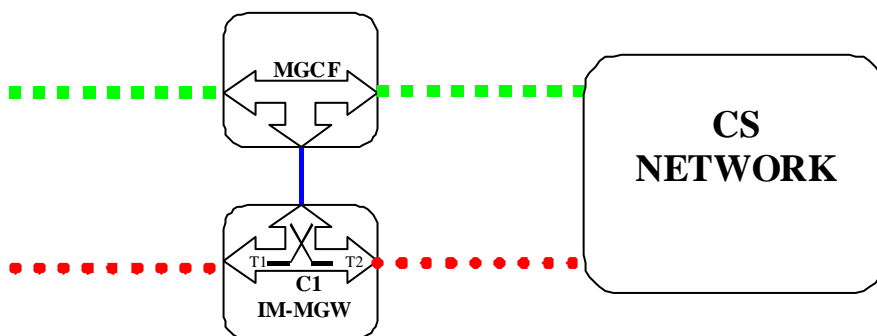 MGCF
CS
NETWORK
T1 T2
C1
IM-MGW